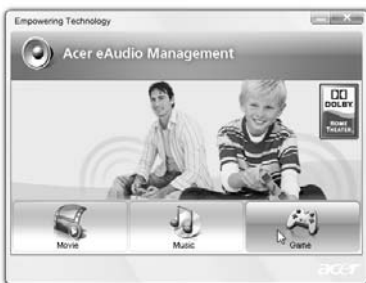 Empowering Technology
Acer eAudio Management
DOLBY
HOME
THEATER
Movie
Music
Game
acer